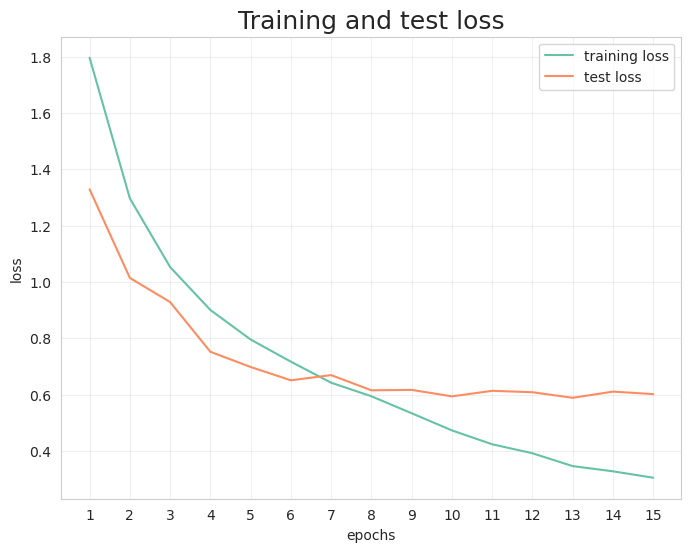 Training and test loss
training loss
test loss
loss
1.8
1.6
1.4
1.2
1.0
0.8
0.6
0.4
1 2 3 4 5 6 7 8 9 10 11 12 13 14 15
epochs